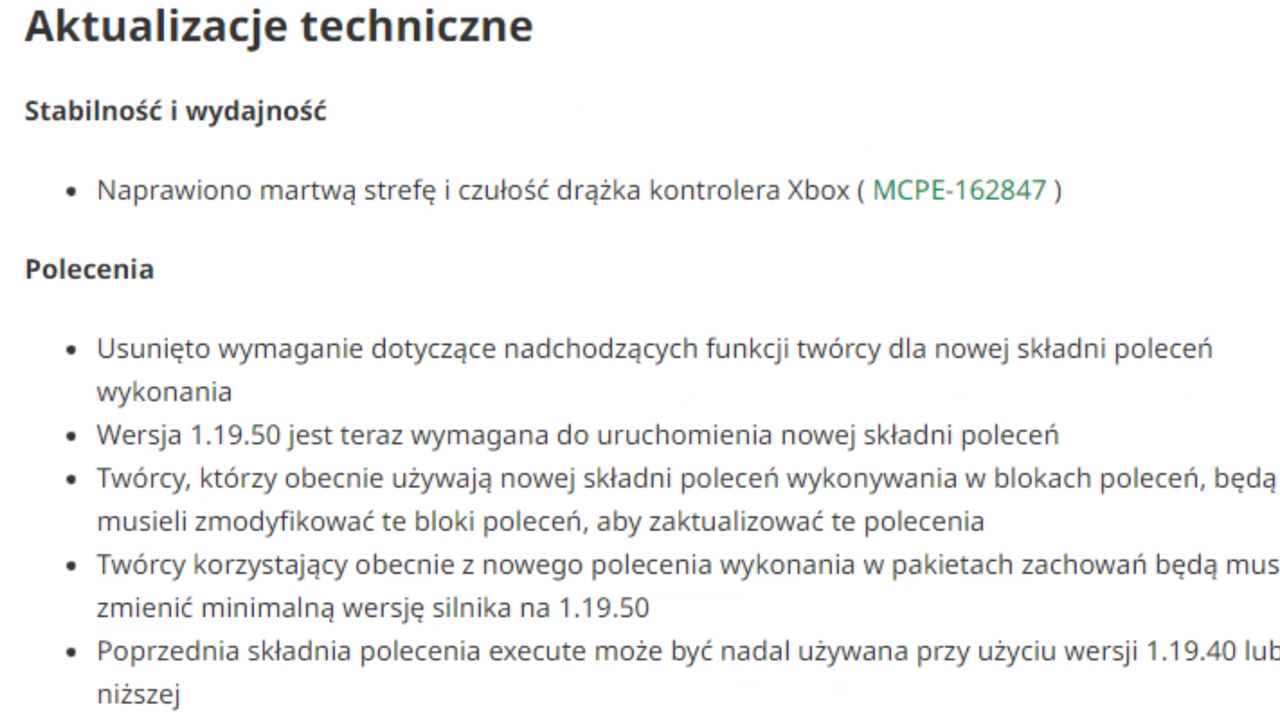 Aktualizacje techniczne
Stabilność i wydajność
Naprawiono martwą strefę i czułość drążka kontrolera Xbox ( MCPE-162847 )
Polecenia
Usunięto wymaganie dotyczące nadchodzących funkcji twórcy dla nowej składni poleceń
wykonania
Wersja 1.19.50 jest teraz wymagana do uruchomienia nowej składni poleceń
Twórcy, którzy obecnie używają nowej składni poleceń wykonywania w blokach poleceń, będą
musieli zmodyfikować te bloki poleceń, aby zaktualizować te polecenia
Twórcy korzystający obecnie z nowego polecenia wykonania w pakietach zachowań będą mus
zmienić minimalną wersję silnika na 1.19.50
Poprzednia składnia polecenia execute może być nadal używana przy użyciu wersji 1.19.40 lub
niższej